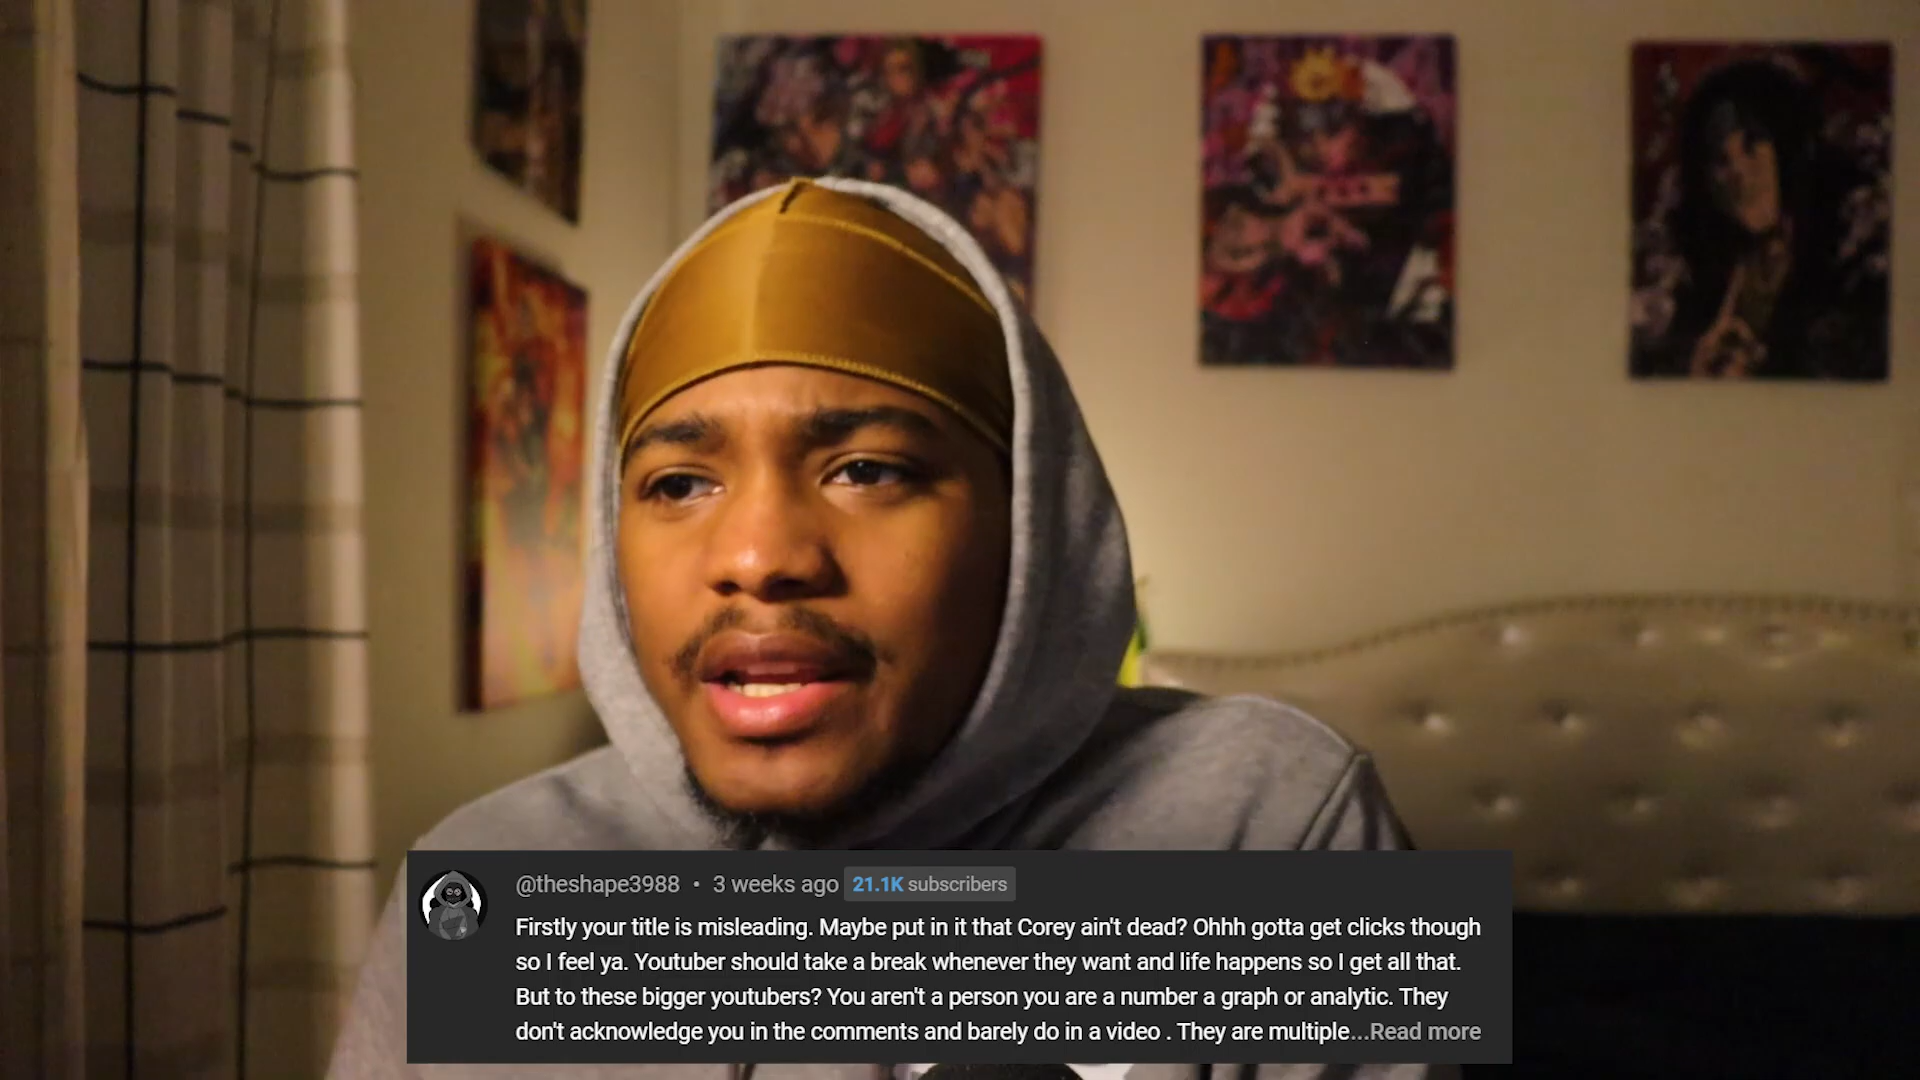 @theshape3988 • 3 weeks ago 21.1K subscribers
Firstly your title is misleading. Maybe put in it that Corey ain't dead? Ohhh gotta get clicks though
so I feel ya. Youtuber should take a break whenever they want and life happens so I get all that.
But to these bigger youtubers? You aren't a person you are a number a graph or analytic. They
don't acknowledge you in the comments and barely do in a video . They are multiple...Read more